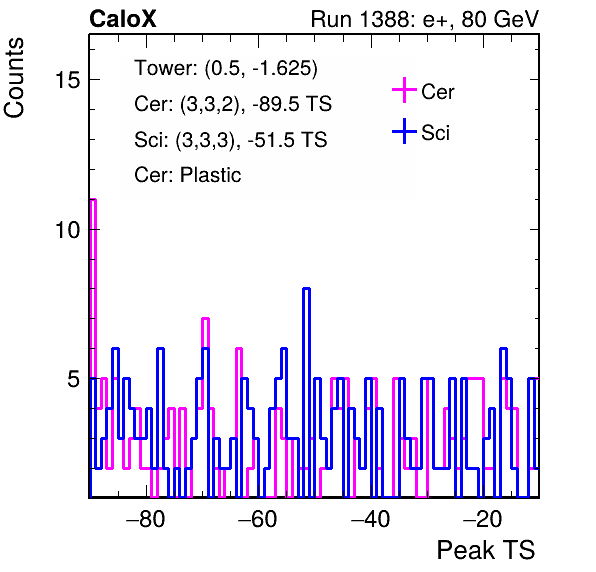 CaloX Run 1388: e+, 80 GeV
Counts
15
10
5
Tower: (0.5, -1.625)
Cer: (3,3,2), -89.5 TS
Sci: (3,3,3), -51.5 TS
Cer: Plastic
Cer
Sci
−80 −60 −40 −20
Peak TS